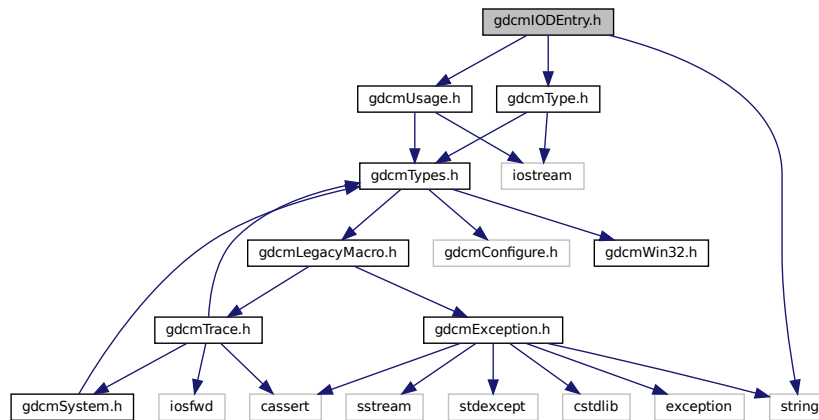 gdcmIODEntry.h
gdcmUsage.h
gdcmType.h
gdcmTypes.h
iostream
gdcmLegacyMacro.h
gdcmConfigure.h
gdcmWin32.h
gdcmTrace.h
gdcmException.h
gdcmSystem.h
iosfwd
cassert
sstream
stdexcept
cstdlib
exception
string